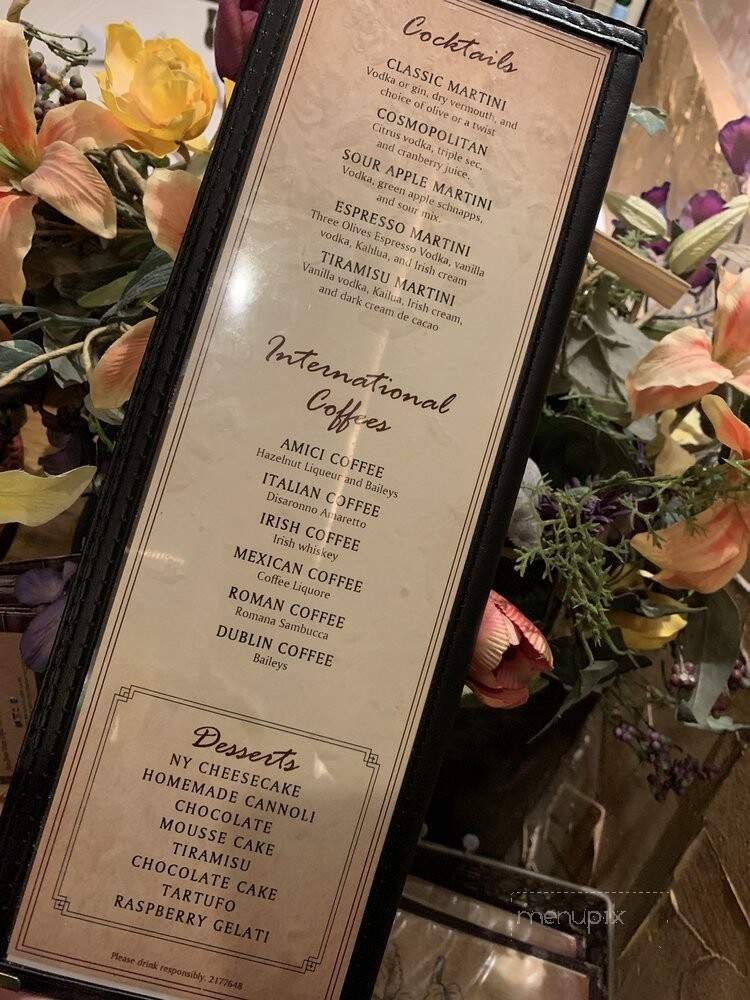 Cocktails
CLASSIC MARTINI
Vodka or gin, dry vermouth, and
choice of olive or a twist
COSMOPOLITAN
Citrus vodka, triple sec,
and cranberry juice.
SOUR APPLE MARTINI
Vodka, green apple schnapps,
and sour mix.
ESPRESSO MARTINI
Three Olives Espresso Vodka, vanilla
vodka, Kahlua, and Irish cream
TIRAMISU MARTINI
Vanilla vodka, Kailua, Irish cream,
and dark cream de cacao
International
Coffees
AMICI COFFEE
Hazelnut Liqueur and Baileys
ITALIAN COFFEE
Disaronno Amaretto
IRISH COFFEE
Irish whiskey
MEXICAN COFFEE
Coffee Liquore
ROMAN COFFEE
Romana Sambucca
DUBLIN COFFEE
Baileys
Desserts
NY CHEESECAKE
HOMEMADE CANNOLI
CHOCOLATE
MOUSSE CAKE
TIRAMISU
CHOCOLATE CAKE
TARTUFO
RASPBERRY GELATI
Please drink responsibly. 2177648
menupix